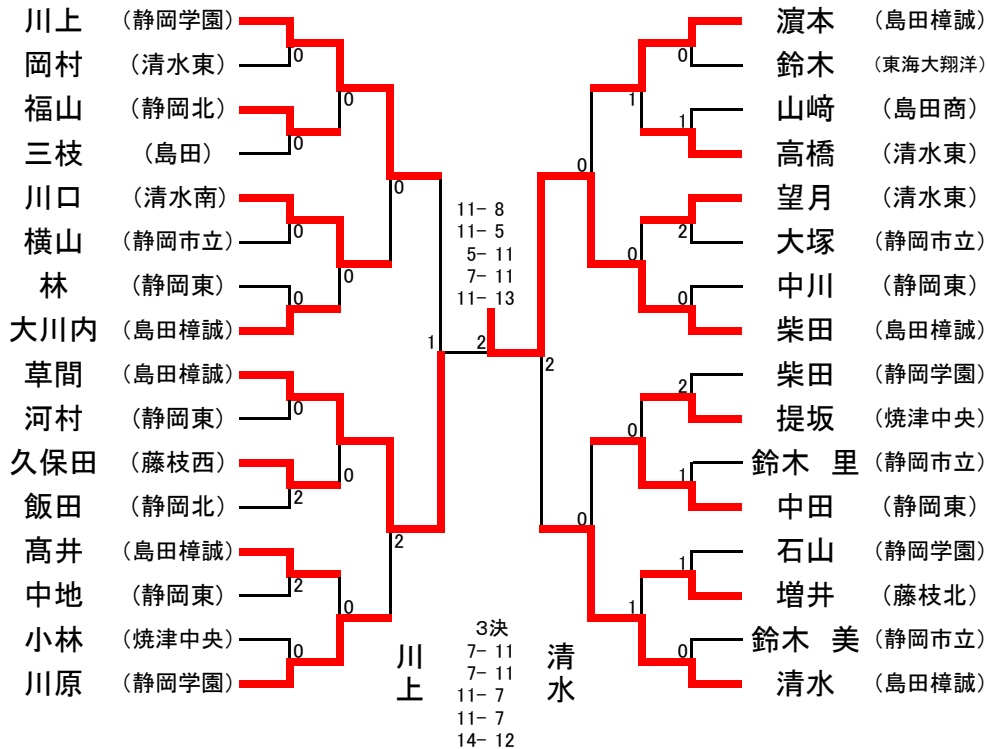 川上 （静岡学園）
0
岡村 （清水東）
0
福山 （静岡北）
0
三枝 （島田）
0
川口 （清水南）
0
横山 （静岡市立）
0
林 （静岡東）
0
大川内 （島田樟誠）
1
草間 （島田樟誠）
0
河村 （静岡東）
0
久保田 （藤枝西）
2
飯田 （静岡北）
2
髙井 （島田樟誠）
2
中地 （静岡東）
0
小林 （焼津中央）
0
川原 （静岡学園）
11- 8
11- 5
5- 11
7- 11
11- 13
2
2
川上
3決
7- 11
7- 11
11- 7
11- 7
14- 12
清水
濵本 （島田樟誠）
0
鈴木 （東海大翔洋）
1
山﨑 （島田商）
1
高橋 （清水東）
0
望月 （清水東）
2
大塚 （静岡市立）
0
中川 （静岡東）
0
柴田 （島田樟誠）
柴田 （静岡学園）
2
提坂 （焼津中央）
0
鈴木 里 （静岡市立）
1
中田 （静岡東）
0
石山 （静岡学園）
1
増井 （藤枝北）
1
鈴木 美 （静岡市立）
0
清水 （島田樟誠）